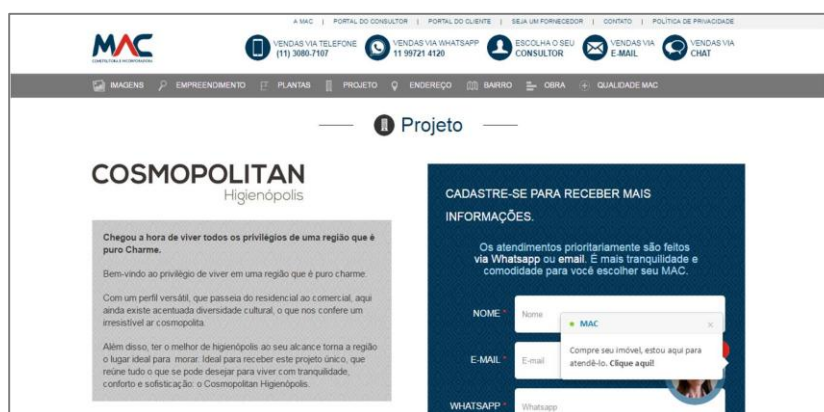 A MAC | PORTAL DO CONSULTOR | PORTAL DO CLIENTE | SEJA UM FORNECEDOR | CONTATO | POLÍTICA DE PRIVACIDADE
MAC
CONSTRUTORA E INCORPORADORA
VENDAS VIA TELEFONE
(11) 3080-7107
VENDAS VIA WHATSAPP
11 99721 4120
ESCOLHA O SEU
CONSULTOR
VENDAS VIA
E-MAIL
VENDAS VIA
CHAT
IMAGENS EMPREENDIMENTO PLANTAS PROJETO ENDEREÇO BAIRRO OBRA QUALIDADE MAC
Projeto
COSMOPOLITAN
Higienópolis
Chegou a hora de viver todos os privilégios de uma região que é
puro Charme.
Bem-vindo ao privilégio de viver em uma região que é puro charme.
Com um perfil versátil, que passeia do residencial ao comercial, aqui
ainda existe acentuada diversidade cultural, o que nos confere um
irresistível ar cosmopolita.
Além disso, ter o melhor de higienópolis ao seu alcance torna a região
o lugar ideal para morar. Ideal para receber este projeto único, que
reúne tudo o que se pode desejar para viver com tranquilidade,
conforto e sofisticação: o Cosmopolitan Higienópolis.
CADASTRE-SE PARA RECEBER MAIS
INFORMAÇÕES.
Os atendimentos prioritariamente são feitos
via Whatsapp ou email. É mais tranquilidade e
comodidade para você escolher seu MAC.
NOME * Nome
MAC ×
Compre seu imóvel, estou aqui para
atendê-lo. Clique aqui!
E-MAIL * E-mail
WHATSAPP * Whatsapp